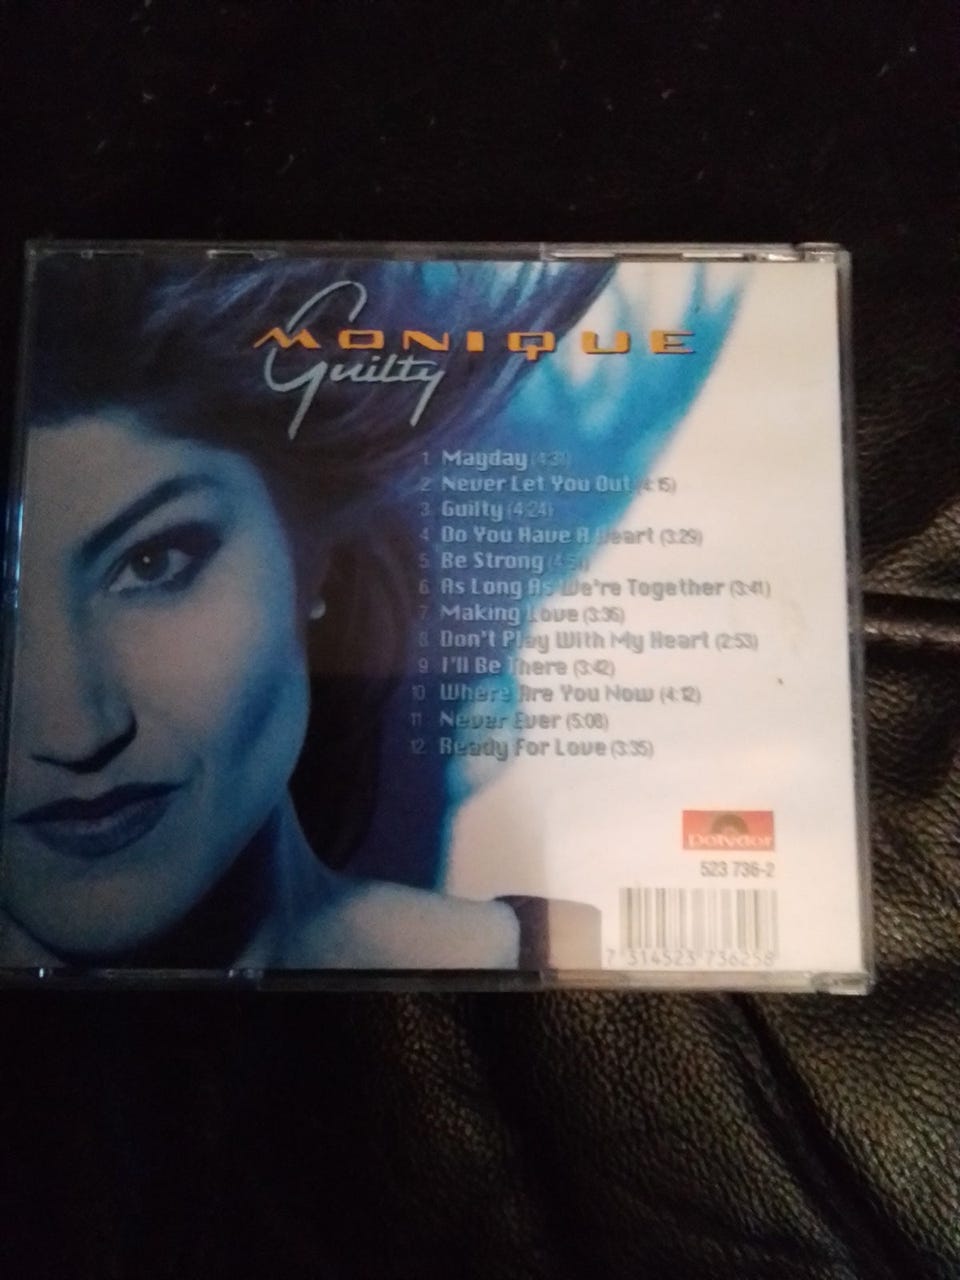 MONIQUE
Guilty
1 Mayday (4:31)
2 Never Let You Out (4:15)
3. Guilty (4:24)
4 Do You Have A Heart (3:29)
5. Be Strong
6. As Long As We're Together (3:41)
7 Making Love (3:36)
8 Don't Play With My Heart (2:53)
9 I'll Be There (3:42)
10 Where Are You Now (4:12)
11 Never Ever (5:08)
12. Ready For Love (3:35)
polydor
523 736-2
7 314523 736258